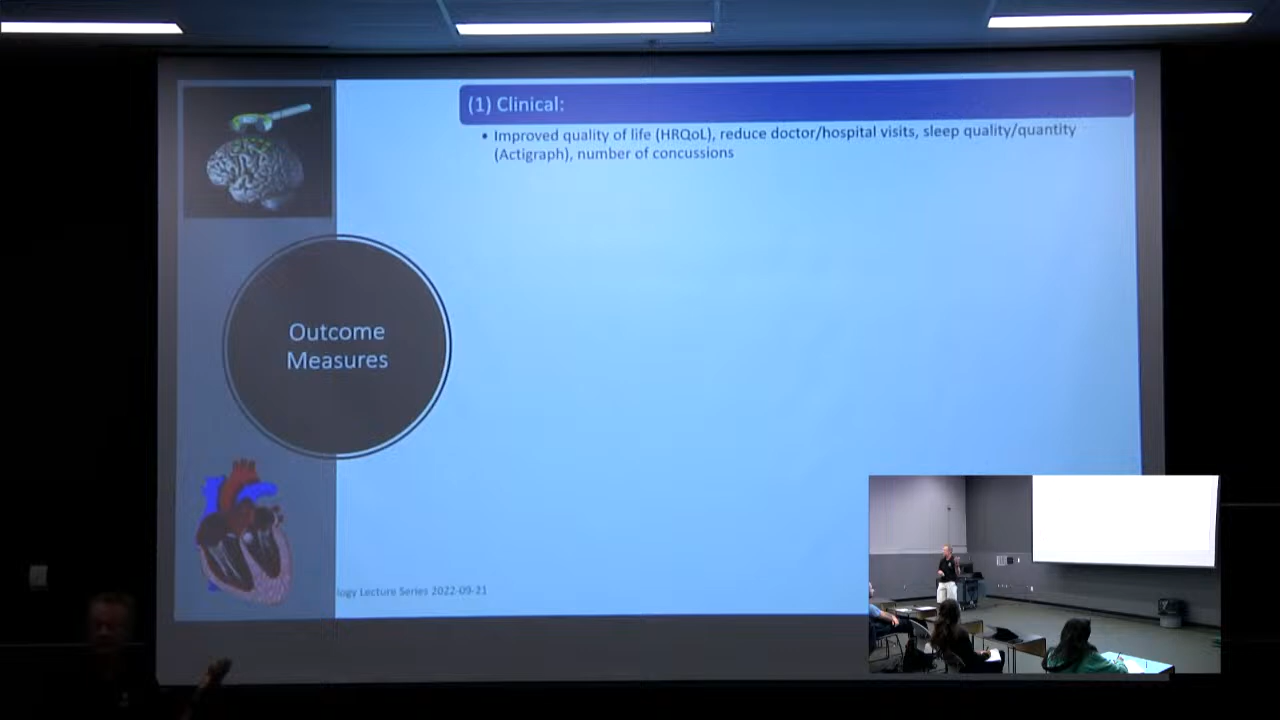 (1) Clinical:
• Improved quality of life (HRQoL), reduce doctor/hospital visits, sleep quality/quantity
(Actigraph), number of concussions
Outcome
Measures
Lecture Series 2022-09-21